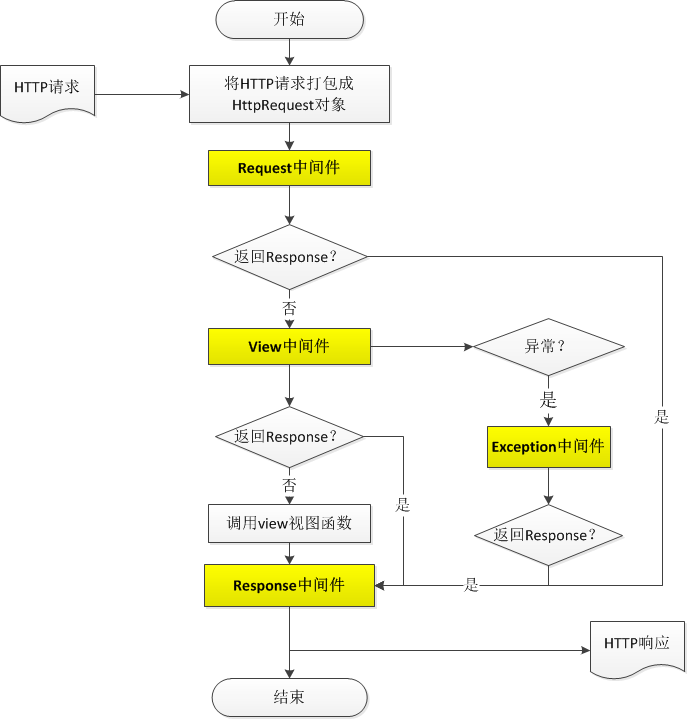 开始
HTTP请求
将HTTP请求打包成
HttpRequest对象
Request中间件
返回Response?
否
View中间件
异常?
是
是
返回Response?
Exception中间件
否
是
调用view视图函数
返回Response?
Response中间件
是
HTTP响应
结束